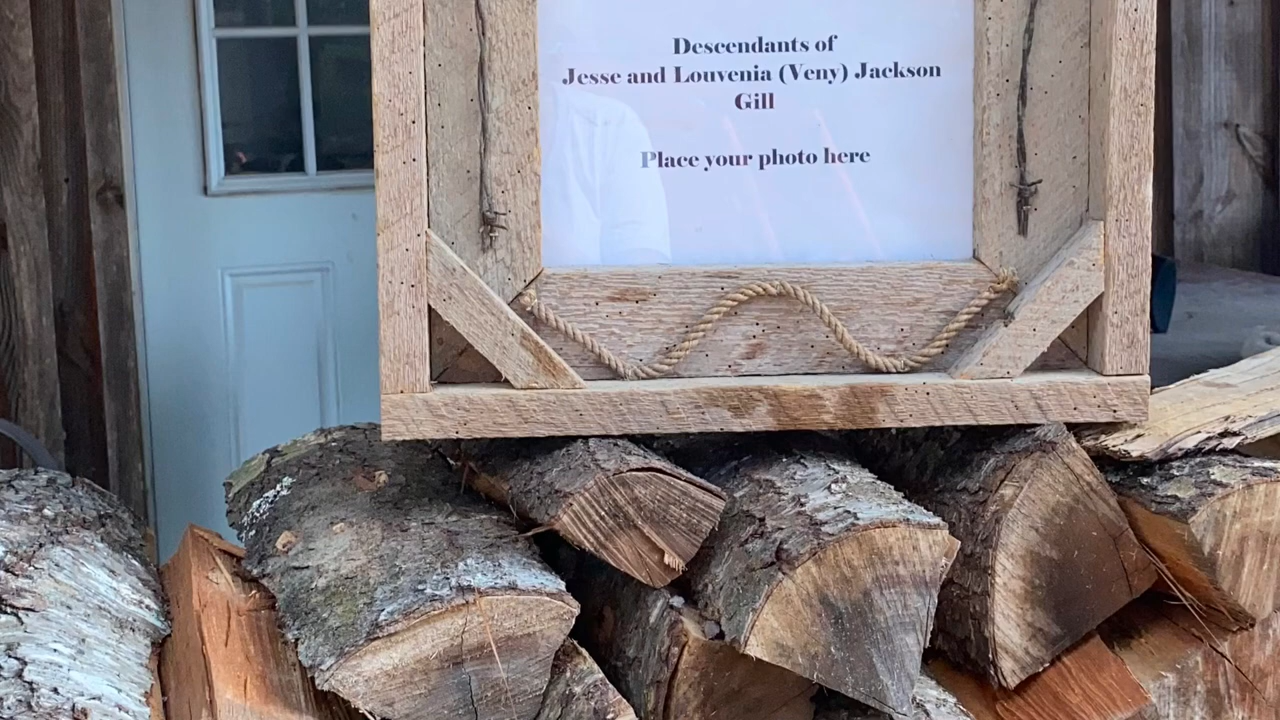 Descendants of
Jesse and Louvenia (Veny) Jackson
Gill
Place your photo here